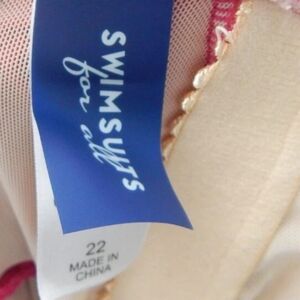 SWIMSUITS
for all
22
MADE IN
CHINA